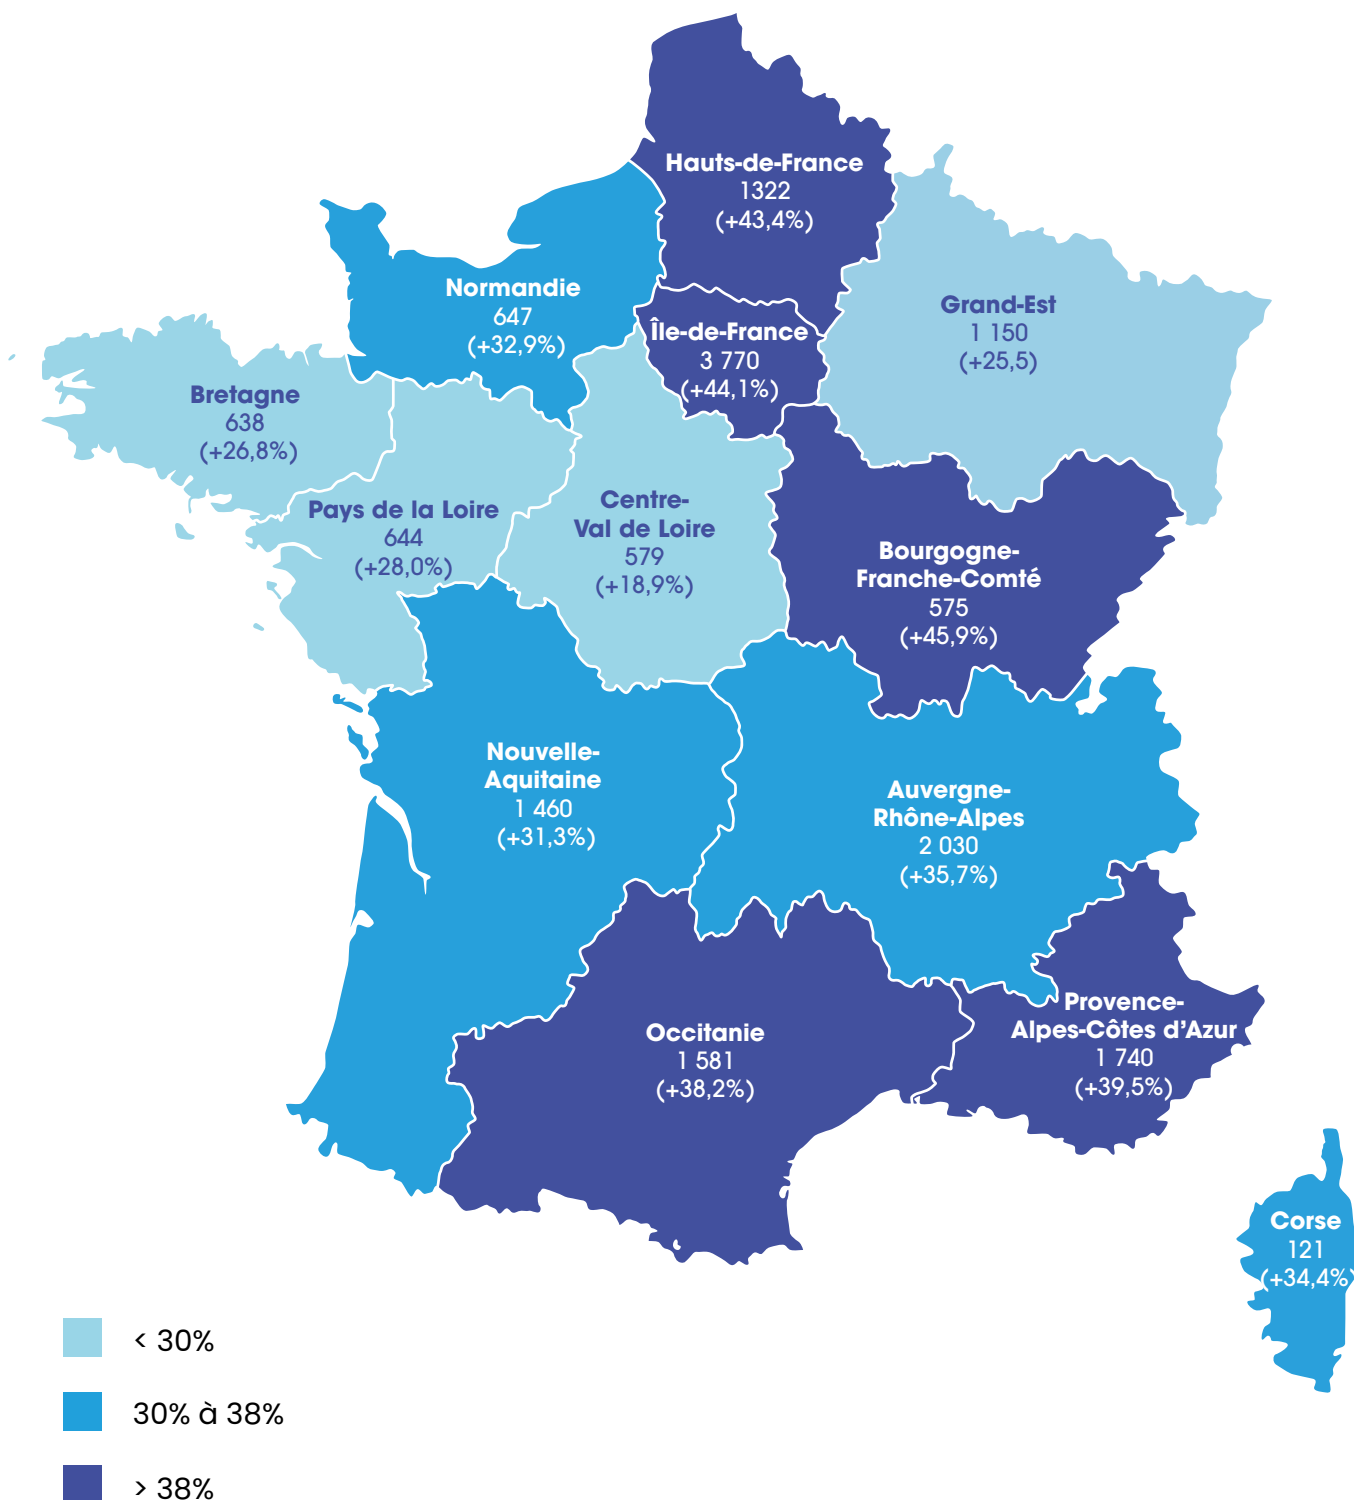 Hauts-de-France
1322
(+43,4%)
Normandie
647
(+32,9%)
Île-de-France
3 770
(+44,1%)
Grand-Est
1 150
(+25,5)
Bretagne
638
(+26,8%)
Pays de la Loire
644
(+28,0%)
Centre-
Val de Loire
579
(+18,9%)
Bourgogne-
Franche-Comté
575
(+45,9%)
Nouvelle-
Aquitaine
1 460
(+31,3%)
Auvergne-
Rhône-Alpes
2 030
(+35,7%)
Occitanie
1 581
(+38,2%)
Provence-
Alpes-Côtes d'Azur
1 740
(+39,5%)
Corse
121
(+34,4%)
< 30%
30% à 38%
> 38%